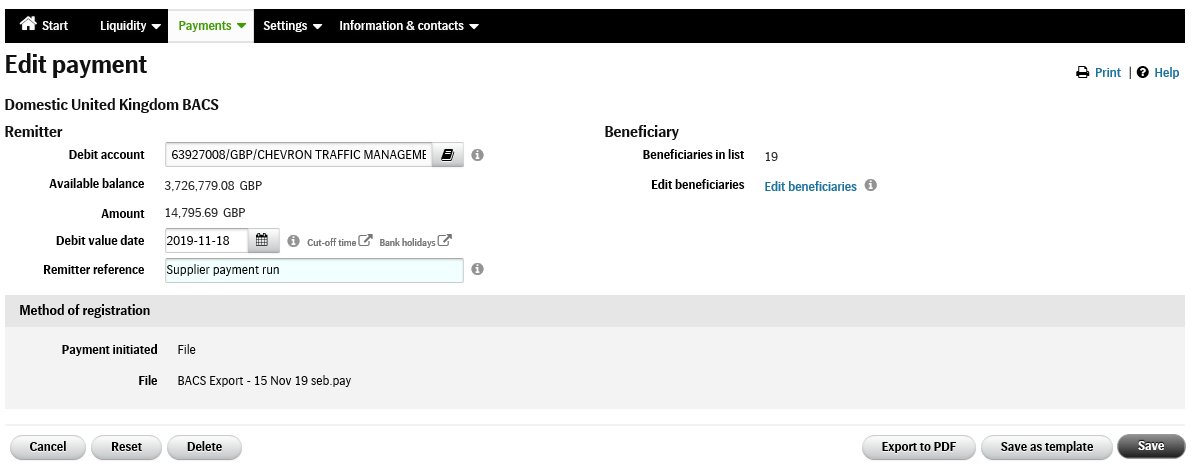 Start Liquidity Payments Settings Information & contacts
Edit payment
Print | Help
Domestic United Kingdom BACS
Remitter
Debit account 63927008/GBP/CHEVRON TRAFFIC MANAGEME
Available balance 3,726,779.08 GBP
Amount 14,795.69 GBP
Debit value date 2019-11-18 Cut-off time Bank holidays
Remitter reference Supplier payment run
Beneficiary
Beneficiaries in list 19
Edit beneficiaries Edit beneficiaries
Method of registration
Payment initiated File
File BACS Export - 15 Nov 19 seb.pay
Cancel Reset Delete Export to PDF Save as template Save